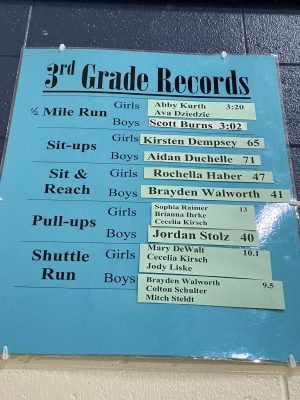 3rd Grade Records
½ Mile Run Girls Abby Kurth 3:20
Ava Dziedzic
Boys Scott Burns 3:02
Sit-ups Girls Kirsten Dempsey 65
Boys Aidan Duchelle 71
Sit & Reach Girls Rochella Haber 47
Boys Brayden Walworth 41
Pull-ups Girls Sophia Raimer 13
Brianna Ihrke
Cecelia Kirsch
Boys Jordan Stolz 40
Shuttle Run Girls Mary DeWalt 10.1
Cecelia Kirsch
Jody Liske
Boys Brayden Walworth 9.5
Colton Schulter
Mitch Steldt